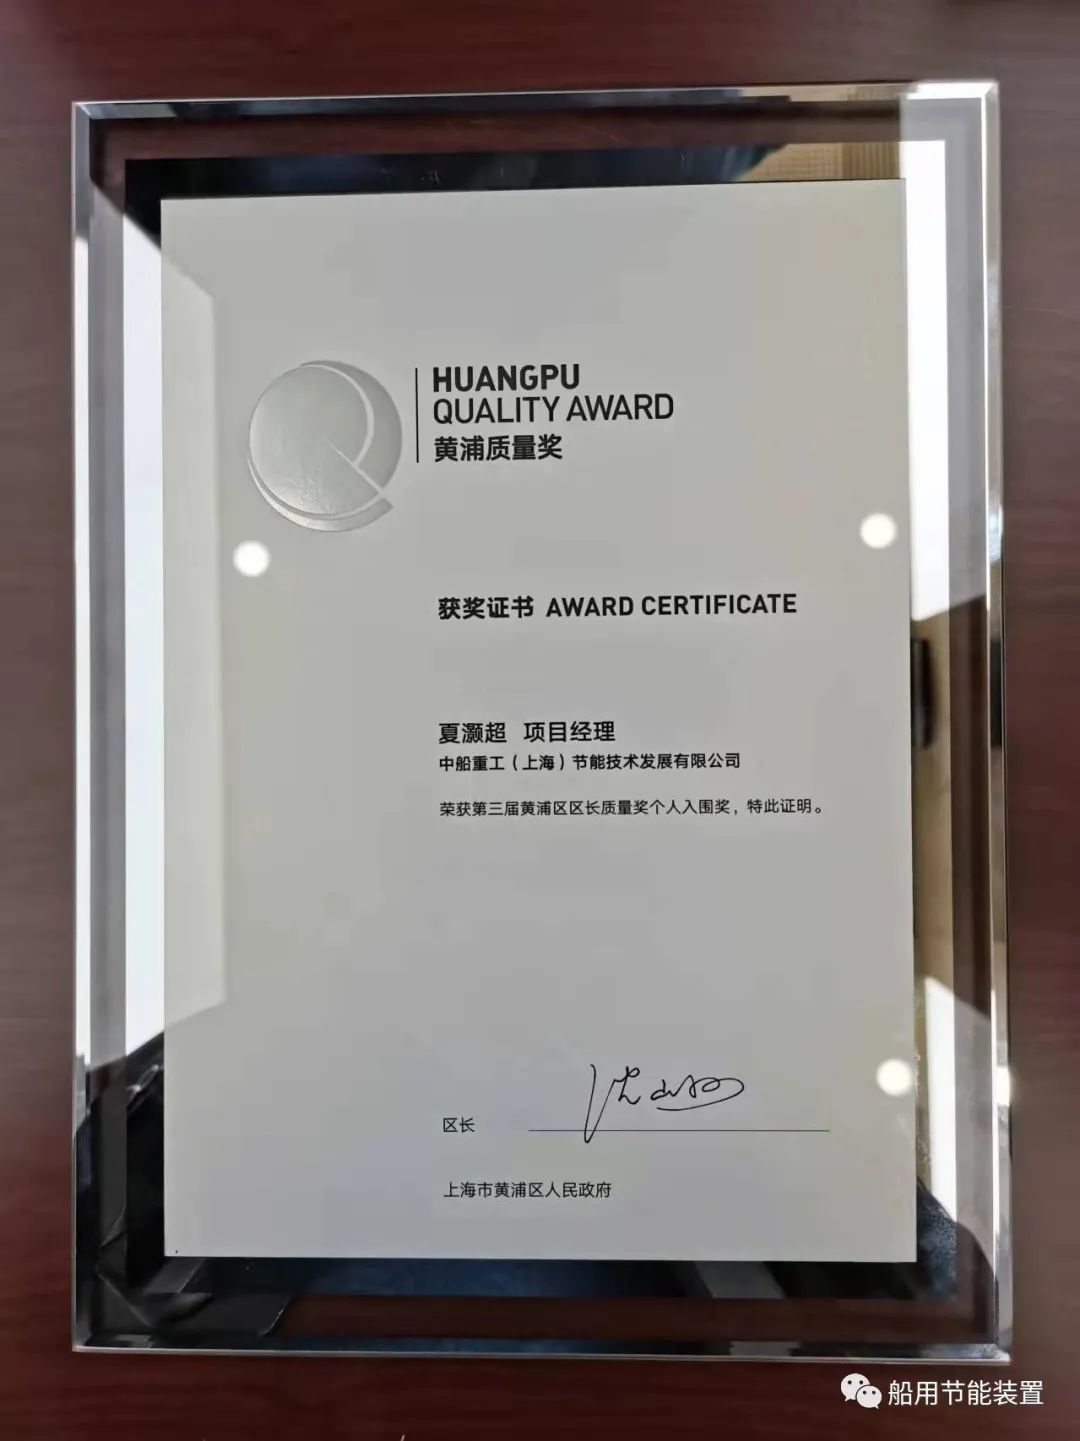 HUANGPU
QUALITY AWARD
黄浦质量奖
获奖证书 AWARD CERTIFICATE
夏灏超 项目经理
中船重工（上海）节能技术发展有限公司
荣获第三届黄浦区区长质量奖个人入围奖，特此证明。
区长
上海市黄浦区人民政府
船用节能装置